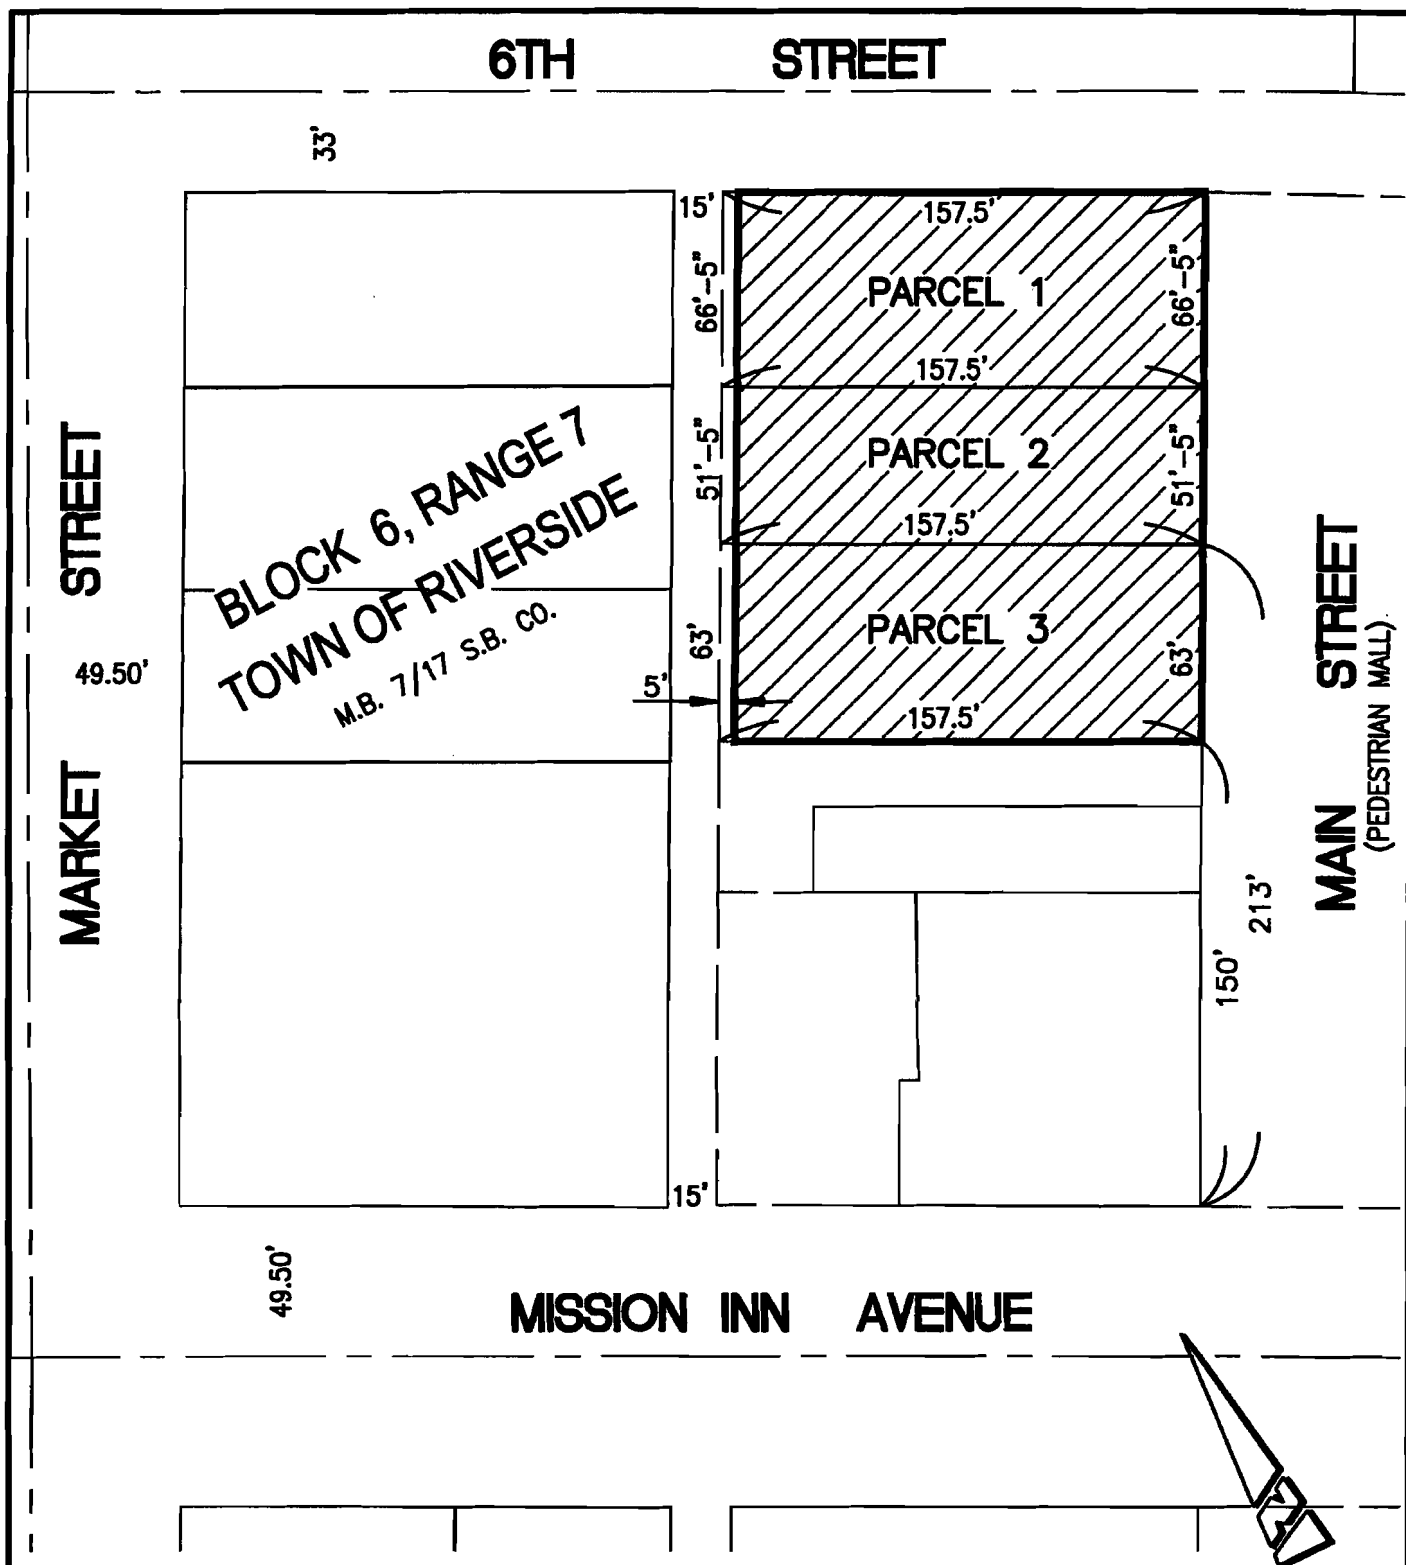 6TH STREET
33'
15'
157.5'
66'-5"
PARCEL 1
66'-5"
157.5'
51'-5"
PARCEL 2
51'-5"
157.5'
BLOCK 6, RANGE 7
TOWN OF RIVERSIDE
M.B. 7/17 S.B. CO.
63'
PARCEL 3
63'
5'
157.5'
MARKET STREET
49.50'
MAIN STREET
(PEDESTRIAN MALL)
213'
150'
15'
49.50'
MISSION INN AVENUE